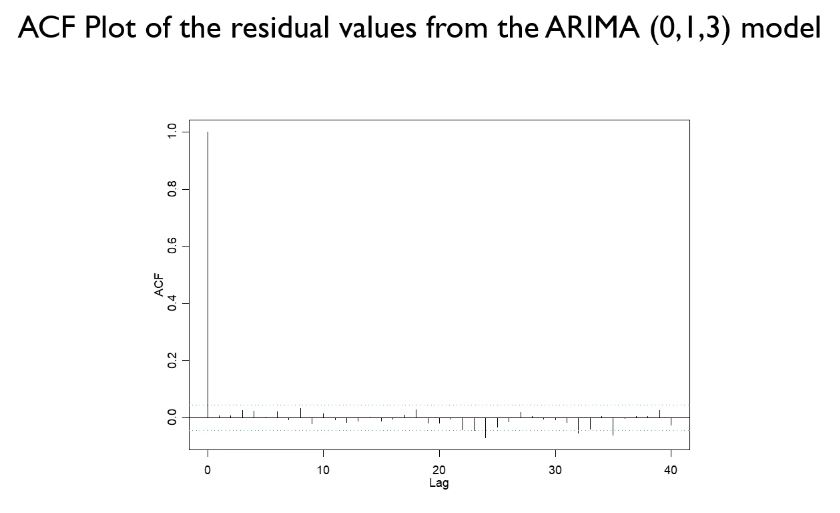 ACF Plot of the residual values from the ARIMA (0,1,3) model
1.0
0.8
0.6
0.4
0.2
0.0
ACF
0 10 20 30 40
Lag